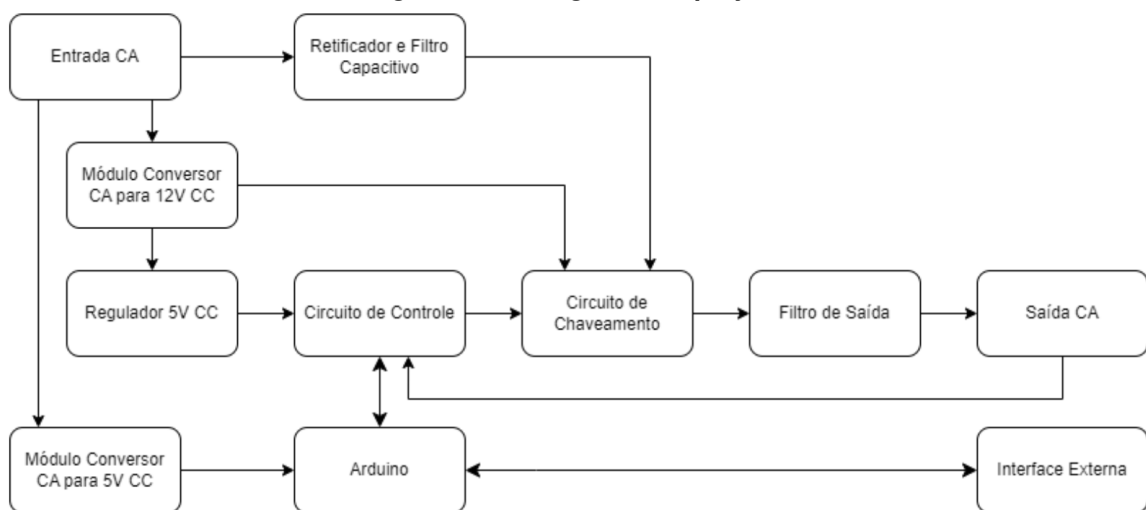 Entrada CA
Retificador e Filtro
Capacitivo
Módulo Conversor
CA para 12V CC
Regulador 5V CC
Circuito de Controle
Circuito de
Chaveamento
Filtro de Saída
Saída CA
Módulo Conversor
CA para 5V CC
Arduino
Interface Externa